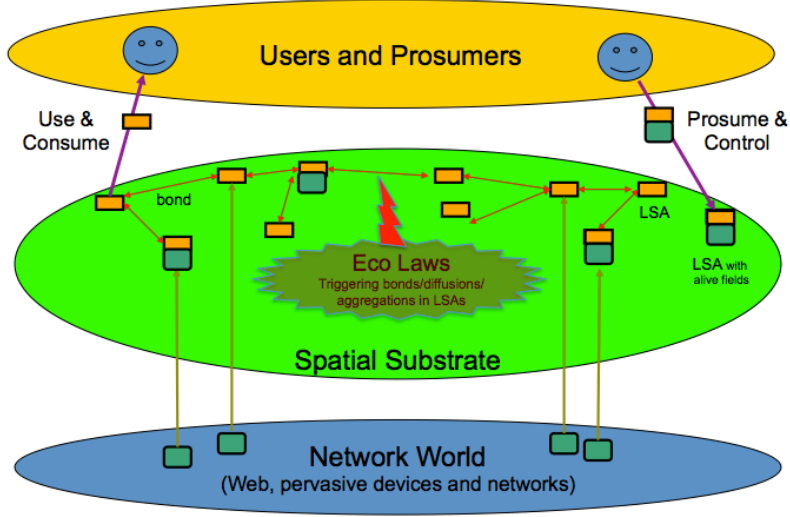 Users and Prosumers
Use &
Consume
Prosume &
Control
bond
LSA
LSA with
alive fields
Eco Laws
Triggering bonds/diffusions/
aggregations in LSAs
Spatial Substrate
Network World
(Web, pervasive devices and networks)